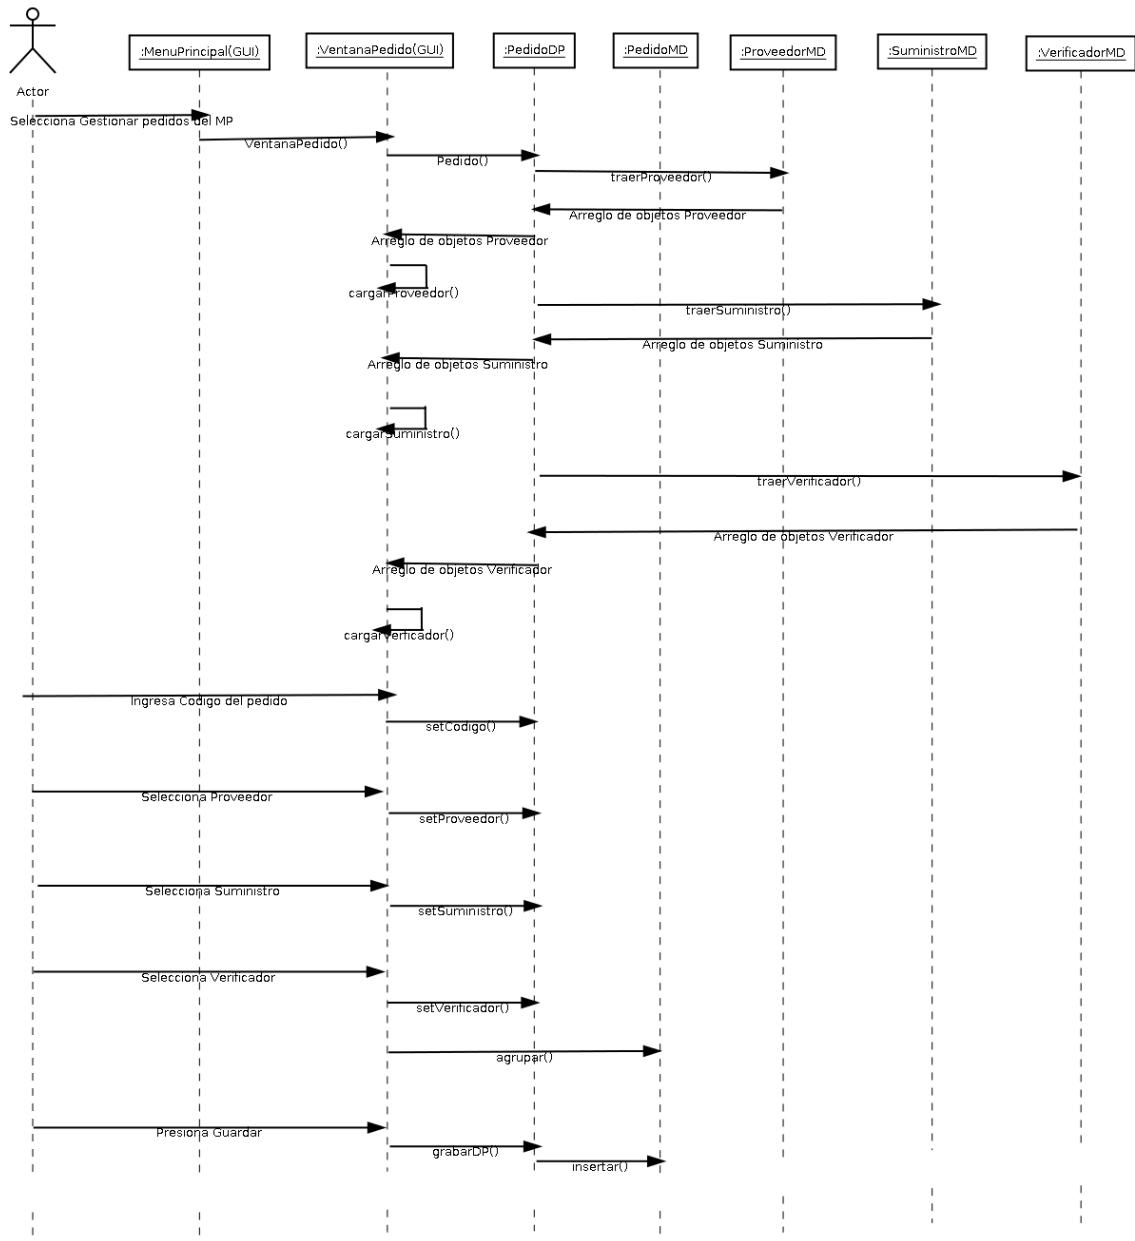 :MenuPrincipal(GUI)
:VentanaPedido(GUI)
:PedidoDP
:PedidoMD
:ProveedorMD
:SuministroMD
:VerificadorMD
Actor
Selecciona Gestionar pedidos del MP
VentanaPedido()
Pedido()
traerProveedor()
Arreglo de objetos Proveedor
Arreglo de objetos Proveedor
cargarProveedor()
traerSuministro()
Arreglo de objetos Suministro
Arreglo de objetos Suministro
cargarSuministro()
traerVerificador()
Arreglo de objetos Verificador
Arreglo de objetos Verificador
cargarVerficador()
Ingresa Codigo del pedido
setCodigo()
Selecciona Proveedor
setProveedor()
Selecciona Suministro
setSuministro()
Selecciona Verificador
setVerificador()
agrupar()
Presiona Guardar
grabarDP()
insertar()